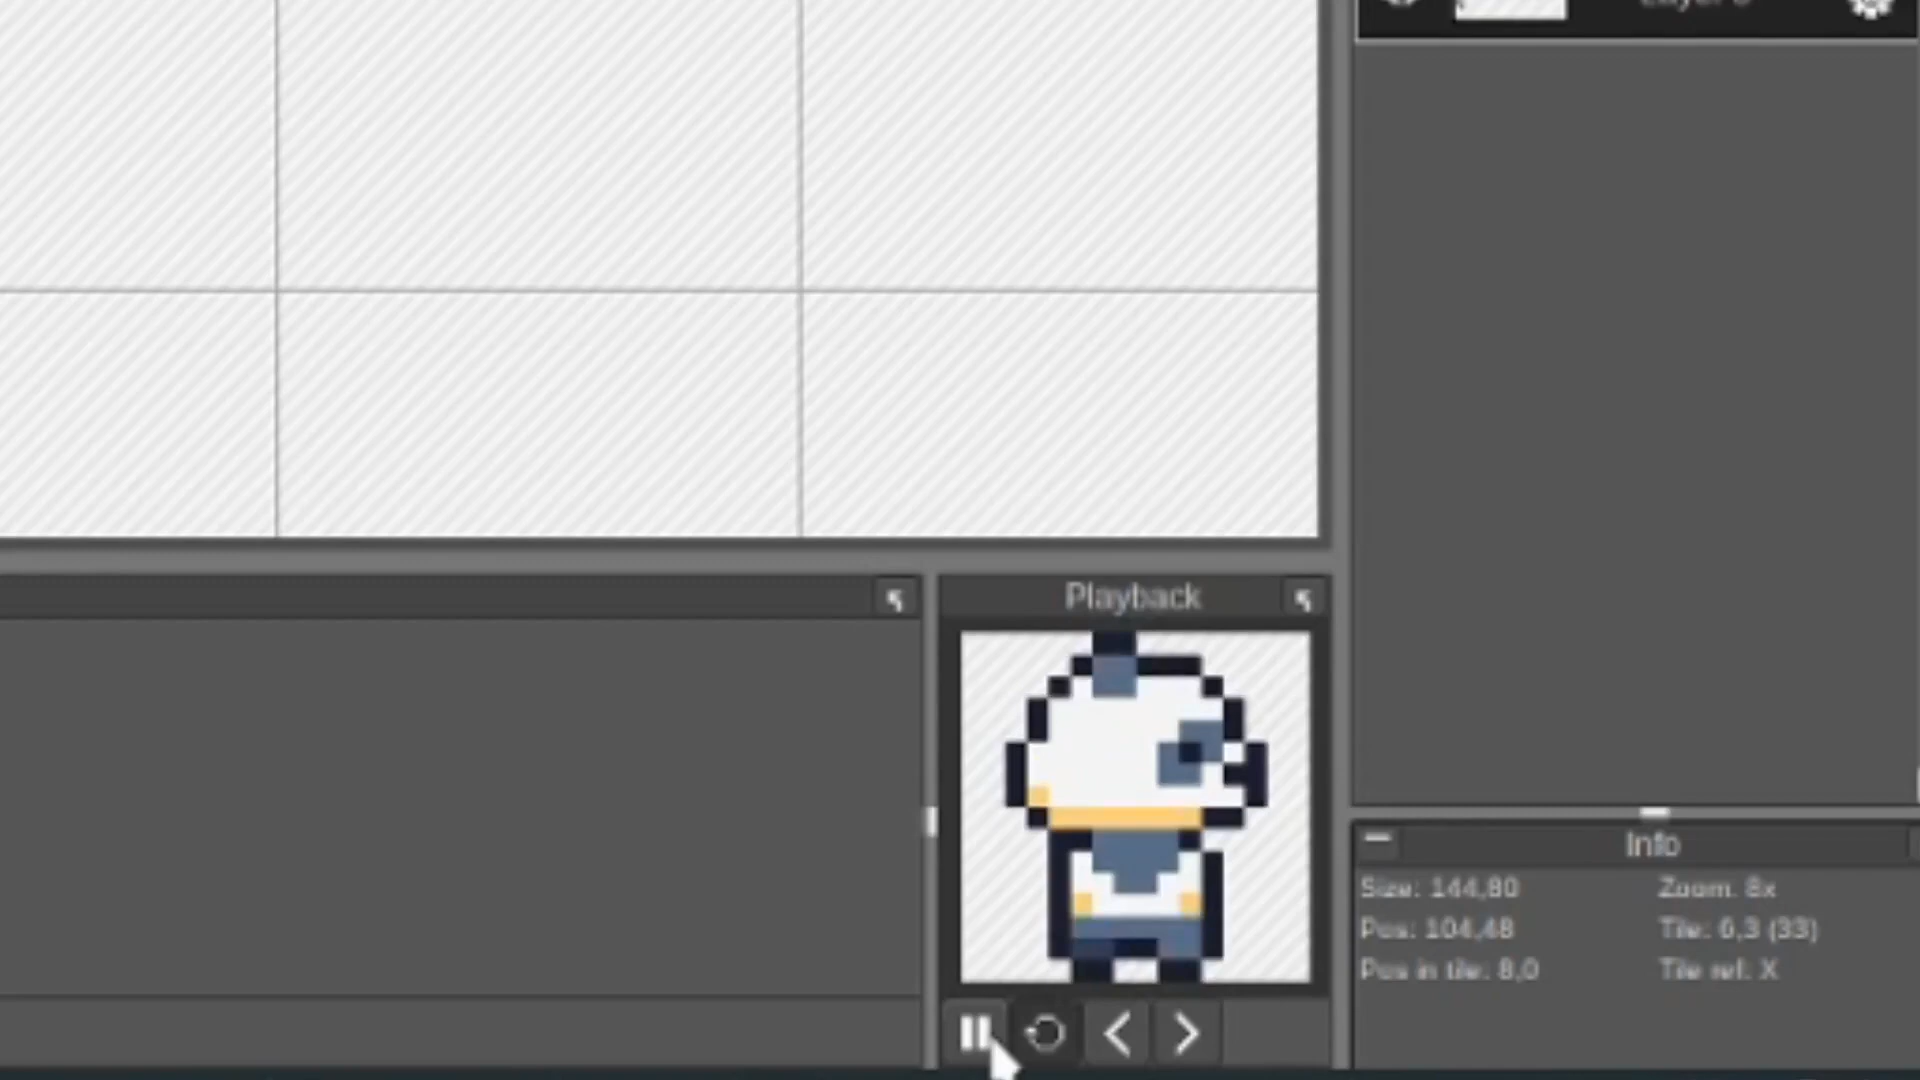 Playback
Info
Size: 144,80
Zoom: 8x
Pos: 104,48
Tile: 6,3 (33)
Pos in tile: 8,0
Tile ref: X